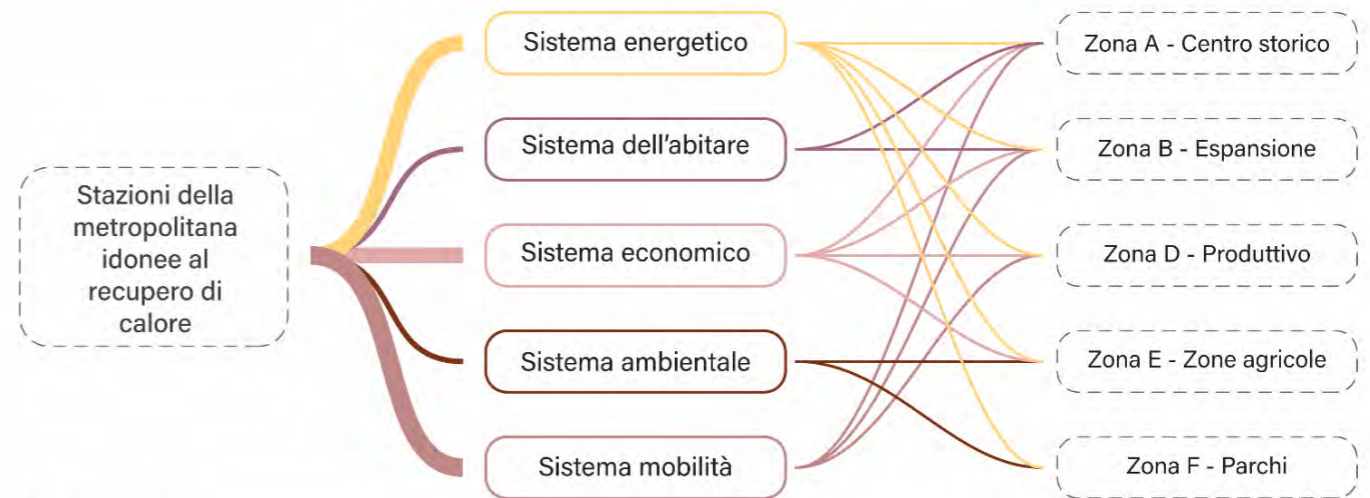 Stazioni della
metropolitana
idonee al
recupero di
calore
Sistema energetico
Sistema dell'abitare
Sistema economico
Sistema ambientale
Sistema mobilità
Zona A - Centro storico
Zona B - Espansione
Zona D - Produttivo
Zona E - Zone agricole
Zona F - Parchi